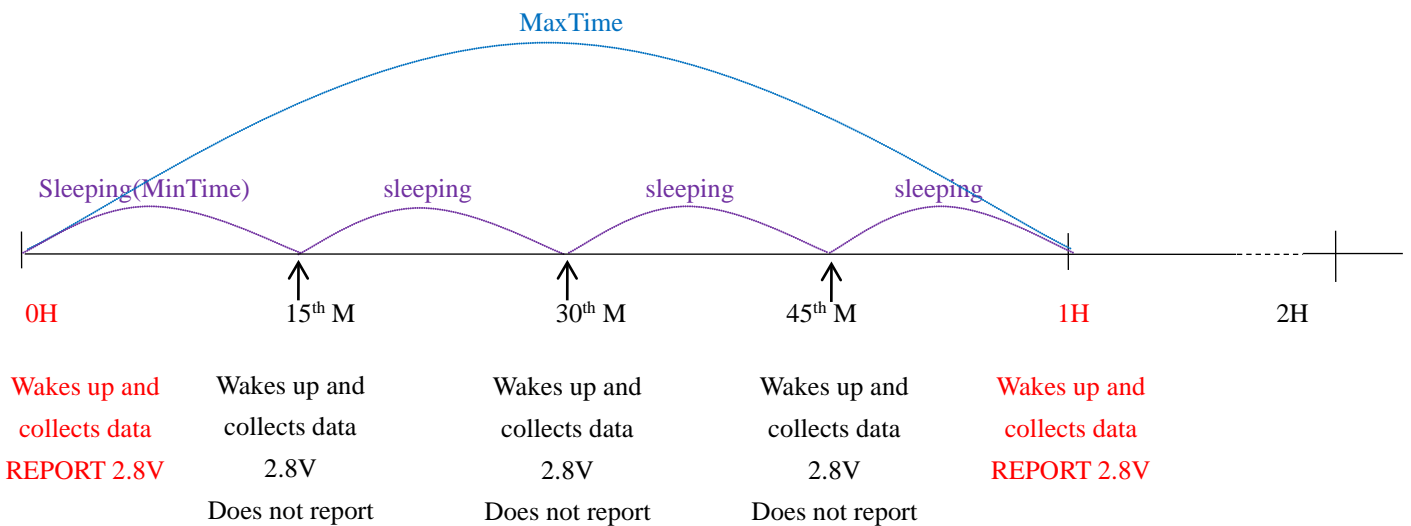 MaxTime
Sleeping(MinTime) sleeping sleeping sleeping
0H 15th M 30th M 45th M 1H 2H
Wakes up and Wakes up and Wakes up and Wakes up and Wakes up and
collects data collects data collects data collects data collects data
REPORT 2.8V 2.8V 2.8V 2.8V REPORT 2.8V
Does not report Does not report Does not report